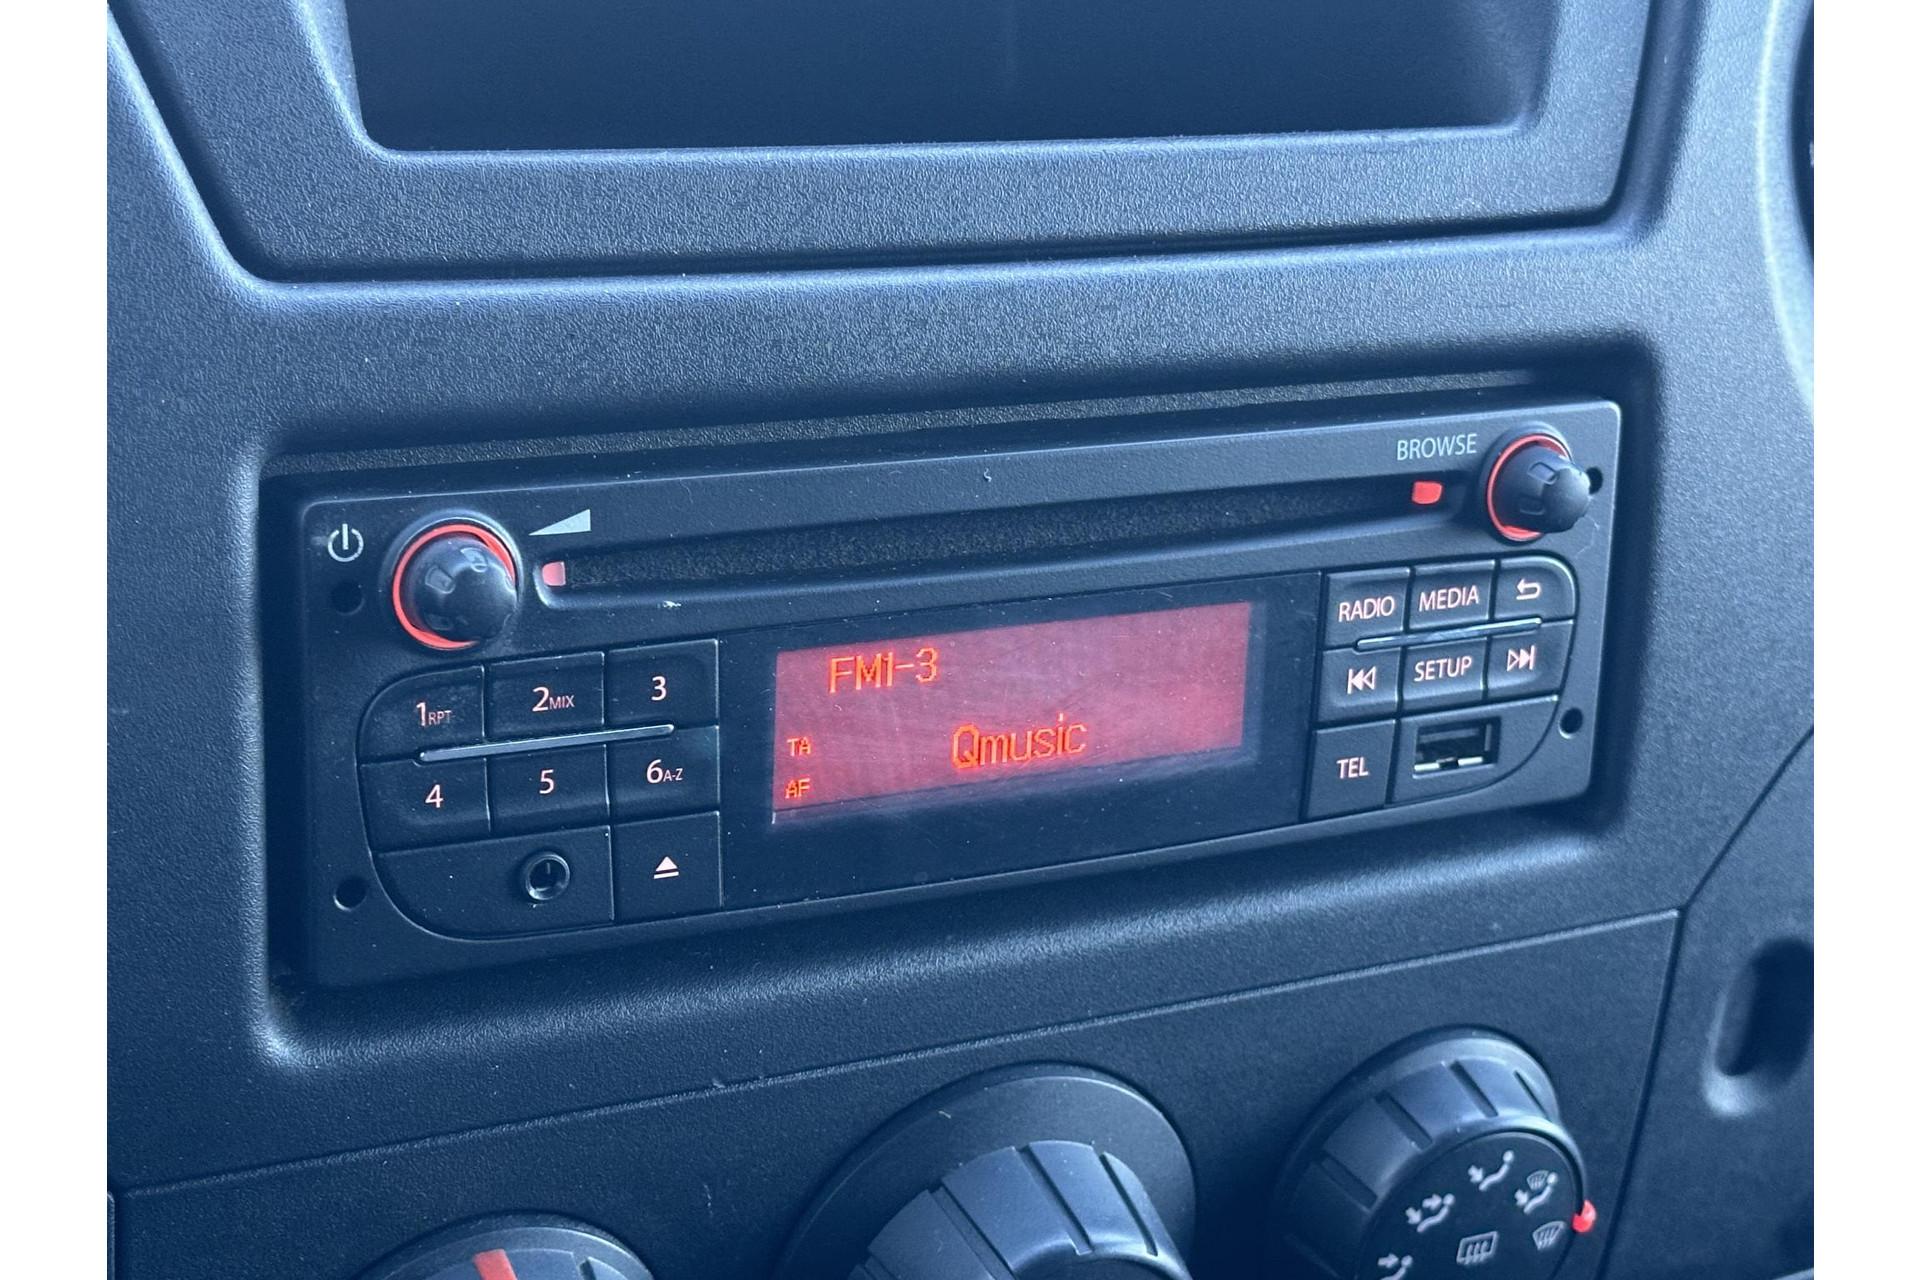 BROWSE
RADIO MEDIA
SETUP
TEL
1RPT 2MIX 3
4 5 6A-Z
FM1-3
TA Qmusic
AF